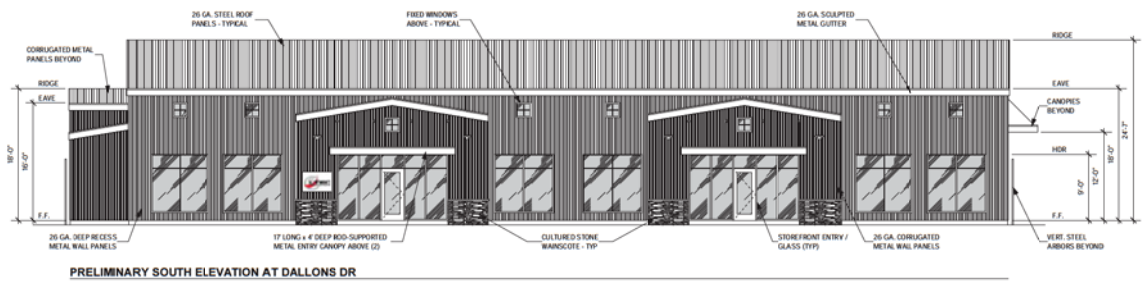 26 GA. STEEL ROOF
PANELS - TYPICAL
FIXED WINDOWS
ABOVE - TYPICAL
26 GA. SCULPTED
METAL GUTTER
CORRUGATED METAL
PANELS BEYOND
RIDGE
RIDGE
EAVE
EAVE
CANOPIES
BEYOND
24'-7"
18'-0"
16'-0"
18'-0"
12'-0"
9'-0"
HDR
F.F.
F.F.
26 GA. DEEP RECESS
METAL WALL PANELS
17' LONG x 4' DEEP ROD-SUPPORTED
METAL ENTRY CANOPY ABOVE (2)
CULTURED STONE
WAINSCOTE - TYP
STOREFRONT ENTRY /
GLASS (TYP)
26 GA. CORRUGATED
METAL WALL PANELS
VERT. STEEL
ARBORS BEYOND
PRELIMINARY SOUTH ELEVATION AT DALLONS DR